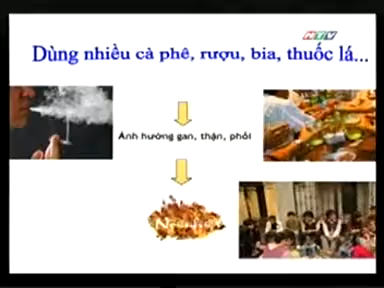 HTV
Dùng nhiều cà phê, rượu, bia, thuốc lá...
Ảnh hưởng gan, thận, phổi